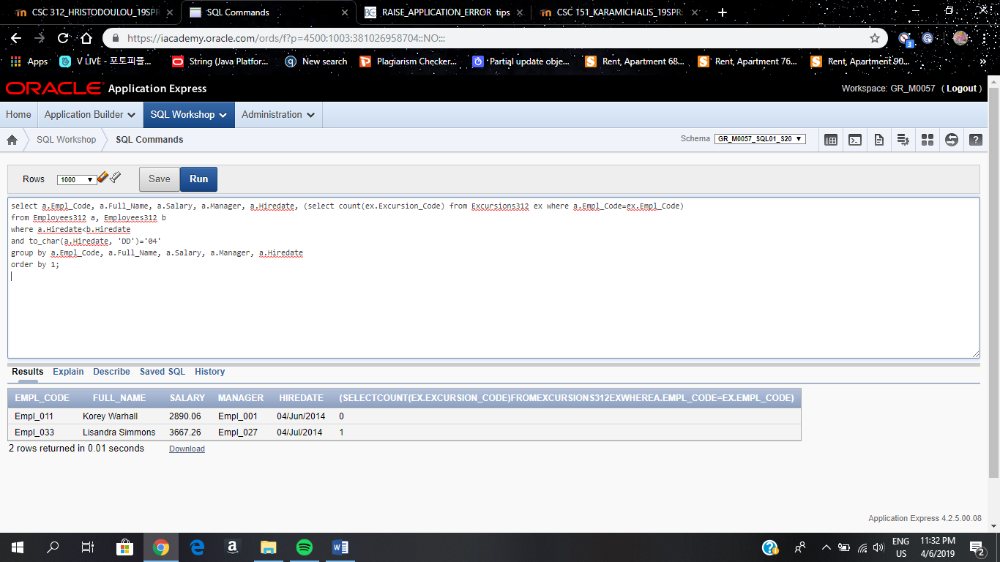 CSC 312_HRISTODOULOU_19SPR
SQL Commands
RAISE_APPLICATION_ERROR tips
CSC 151_KARAMICHALIS_19SPR
https://iacademy.oracle.com/ords/f?p=4500:1003:381026958704::NO:::
3
Apps
V LIVE - 포토피플...
String (Java Platfor...
New search
Plagiarism Checker...
Partial update obje...
Rent, Apartment 68...
Rent, Apartment 76...
Rent, Apartment 90...
ORACLE Application Express
Workspace: GR_M0057 ( Logout )
Home
Application Builder
SQL Workshop
Administration
SQL Workshop
SQL Commands
Schema GR_M0057_SQL01_S20
Rows 1000 Save Run
select a.Empl_Code, a.Full_Name, a.Salary, a.Manager, a.Hiredate, (select count(ex.Excursion_Code) from Excursions312 ex where a.Empl_Code=ex.Empl_Code)
from Employees312 a, Employees312 b
where a.Hiredate<b.Hiredate
and to_char(a.Hiredate, 'DD')='04'
group by a.Empl_Code, a.Full_Name, a.Salary, a.Manager, a.Hiredate
order by 1;
Results Explain Describe Saved SQL History
EMPL_CODE FULL_NAME SALARY MANAGER HIREDATE (SELECTCOUNT(EX.EXCURSION_CODE)FROMEXCURSIONS312EXWHEREA.EMPL_CODE=EX.EMPL_CODE)
Empl_011 Korey Warhall 2890.06 Empl_001 04/Jun/2014 0
Empl_033 Lisandra Simmons 3667.26 Empl_027 04/Jul/2014 1
2 rows returned in 0.01 seconds Download
Application Express 4.2.5.00.08
ENG
US
11:32 PM
4/6/2019
2